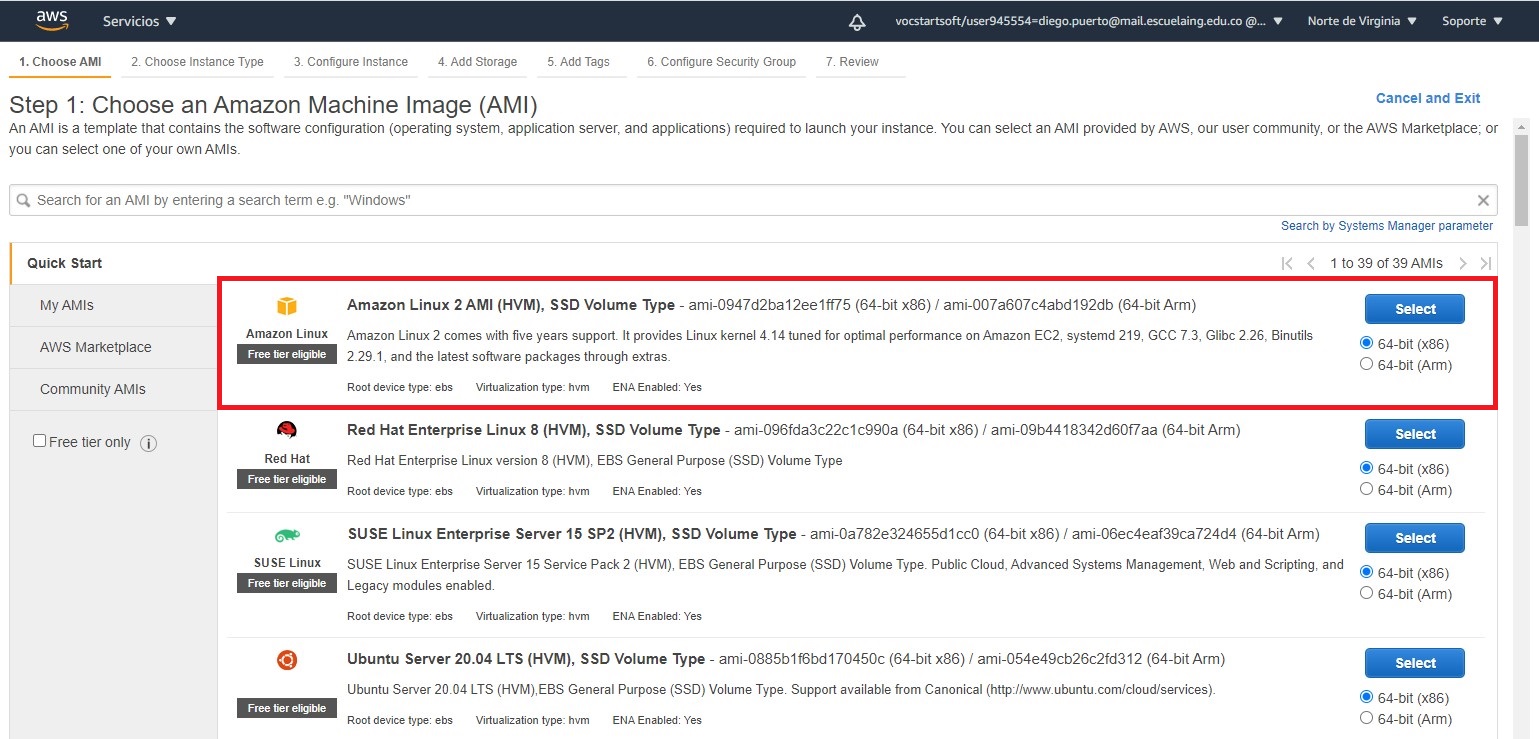 aws Servicios vocstartsoft/user945554=diego.puerto@mail.escuelaing.edu.co @... Norte de Virginia Soporte
1. Choose AMI 2. Choose Instance Type 3. Configure Instance 4. Add Storage 5. Add Tags 6. Configure Security Group 7. Review
Step 1: Choose an Amazon Machine Image (AMI)
Cancel and Exit
An AMI is a template that contains the software configuration (operating system, application server, and applications) required to launch your instance. You can select an AMI provided by AWS, our user community, or the AWS Marketplace; or
you can select one of your own AMIs.
Search for an AMI by entering a search term e.g. "Windows"
Search by Systems Manager parameter
Quick Start
My AMIs
AWS Marketplace
Community AMIs
Free tier only
1 to 39 of 39 AMIs
Amazon Linux
Free tier eligible
Amazon Linux 2 AMI (HVM), SSD Volume Type - ami-0947d2ba12ee1ff75 (64-bit x86) / ami-007a607c4abd192db (64-bit Arm)
Amazon Linux 2 comes with five years support. It provides Linux kernel 4.14 tuned for optimal performance on Amazon EC2, systemd 219, GCC 7.3, Glibc 2.26, Binutils
2.29.1, and the latest software packages through extras.
Root device type: ebs Virtualization type: hvm ENA Enabled: Yes
Select
64-bit (x86)
64-bit (Arm)
Red Hat
Free tier eligible
Red Hat Enterprise Linux 8 (HVM), SSD Volume Type - ami-096fda3c22c1c990a (64-bit x86) / ami-09b4418342d60f7aa (64-bit Arm)
Red Hat Enterprise Linux version 8 (HVM), EBS General Purpose (SSD) Volume Type
Root device type: ebs Virtualization type: hvm ENA Enabled: Yes
Select
64-bit (x86)
64-bit (Arm)
SUSE Linux
Free tier eligible
SUSE Linux Enterprise Server 15 SP2 (HVM), SSD Volume Type - ami-0a782e324655d1cc0 (64-bit x86) / ami-06ec4eaf39ca724d4 (64-bit Arm)
SUSE Linux Enterprise Server 15 Service Pack 2 (HVM), EBS General Purpose (SSD) Volume Type. Public Cloud, Advanced Systems Management, Web and Scripting, and
Legacy modules enabled.
Root device type: ebs Virtualization type: hvm ENA Enabled: Yes
Select
64-bit (x86)
64-bit (Arm)
Free tier eligible
Ubuntu Server 20.04 LTS (HVM), SSD Volume Type - ami-0885b1f6bd170450c (64-bit x86) / ami-054e49cb26c2fd312 (64-bit Arm)
Ubuntu Server 20.04 LTS (HVM),EBS General Purpose (SSD) Volume Type. Support available from Canonical (http://www.ubuntu.com/cloud/services).
Root device type: ebs Virtualization type: hvm ENA Enabled: Yes
Select
64-bit (x86)
64-bit (Arm)